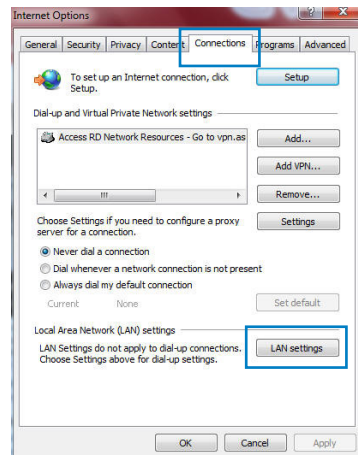 Internet Options
General Security Privacy Content Connections Programs Advanced
To set up an Internet connection, click Setup.
Setup
Dial-up and Virtual Private Network settings
Access RD Network Resources - Go to vpn.as
Add...
Add VPN...
Remove...
Choose Settings if you need to configure a proxy
server for a connection.
Settings
Never dial a connection
Dial whenever a network connection is not present
Always dial my default connection
Current None
Set default
Local Area Network (LAN) settings
LAN Settings do not apply to dial-up connections.
Choose Settings above for dial-up settings.
LAN settings
OK Cancel Apply